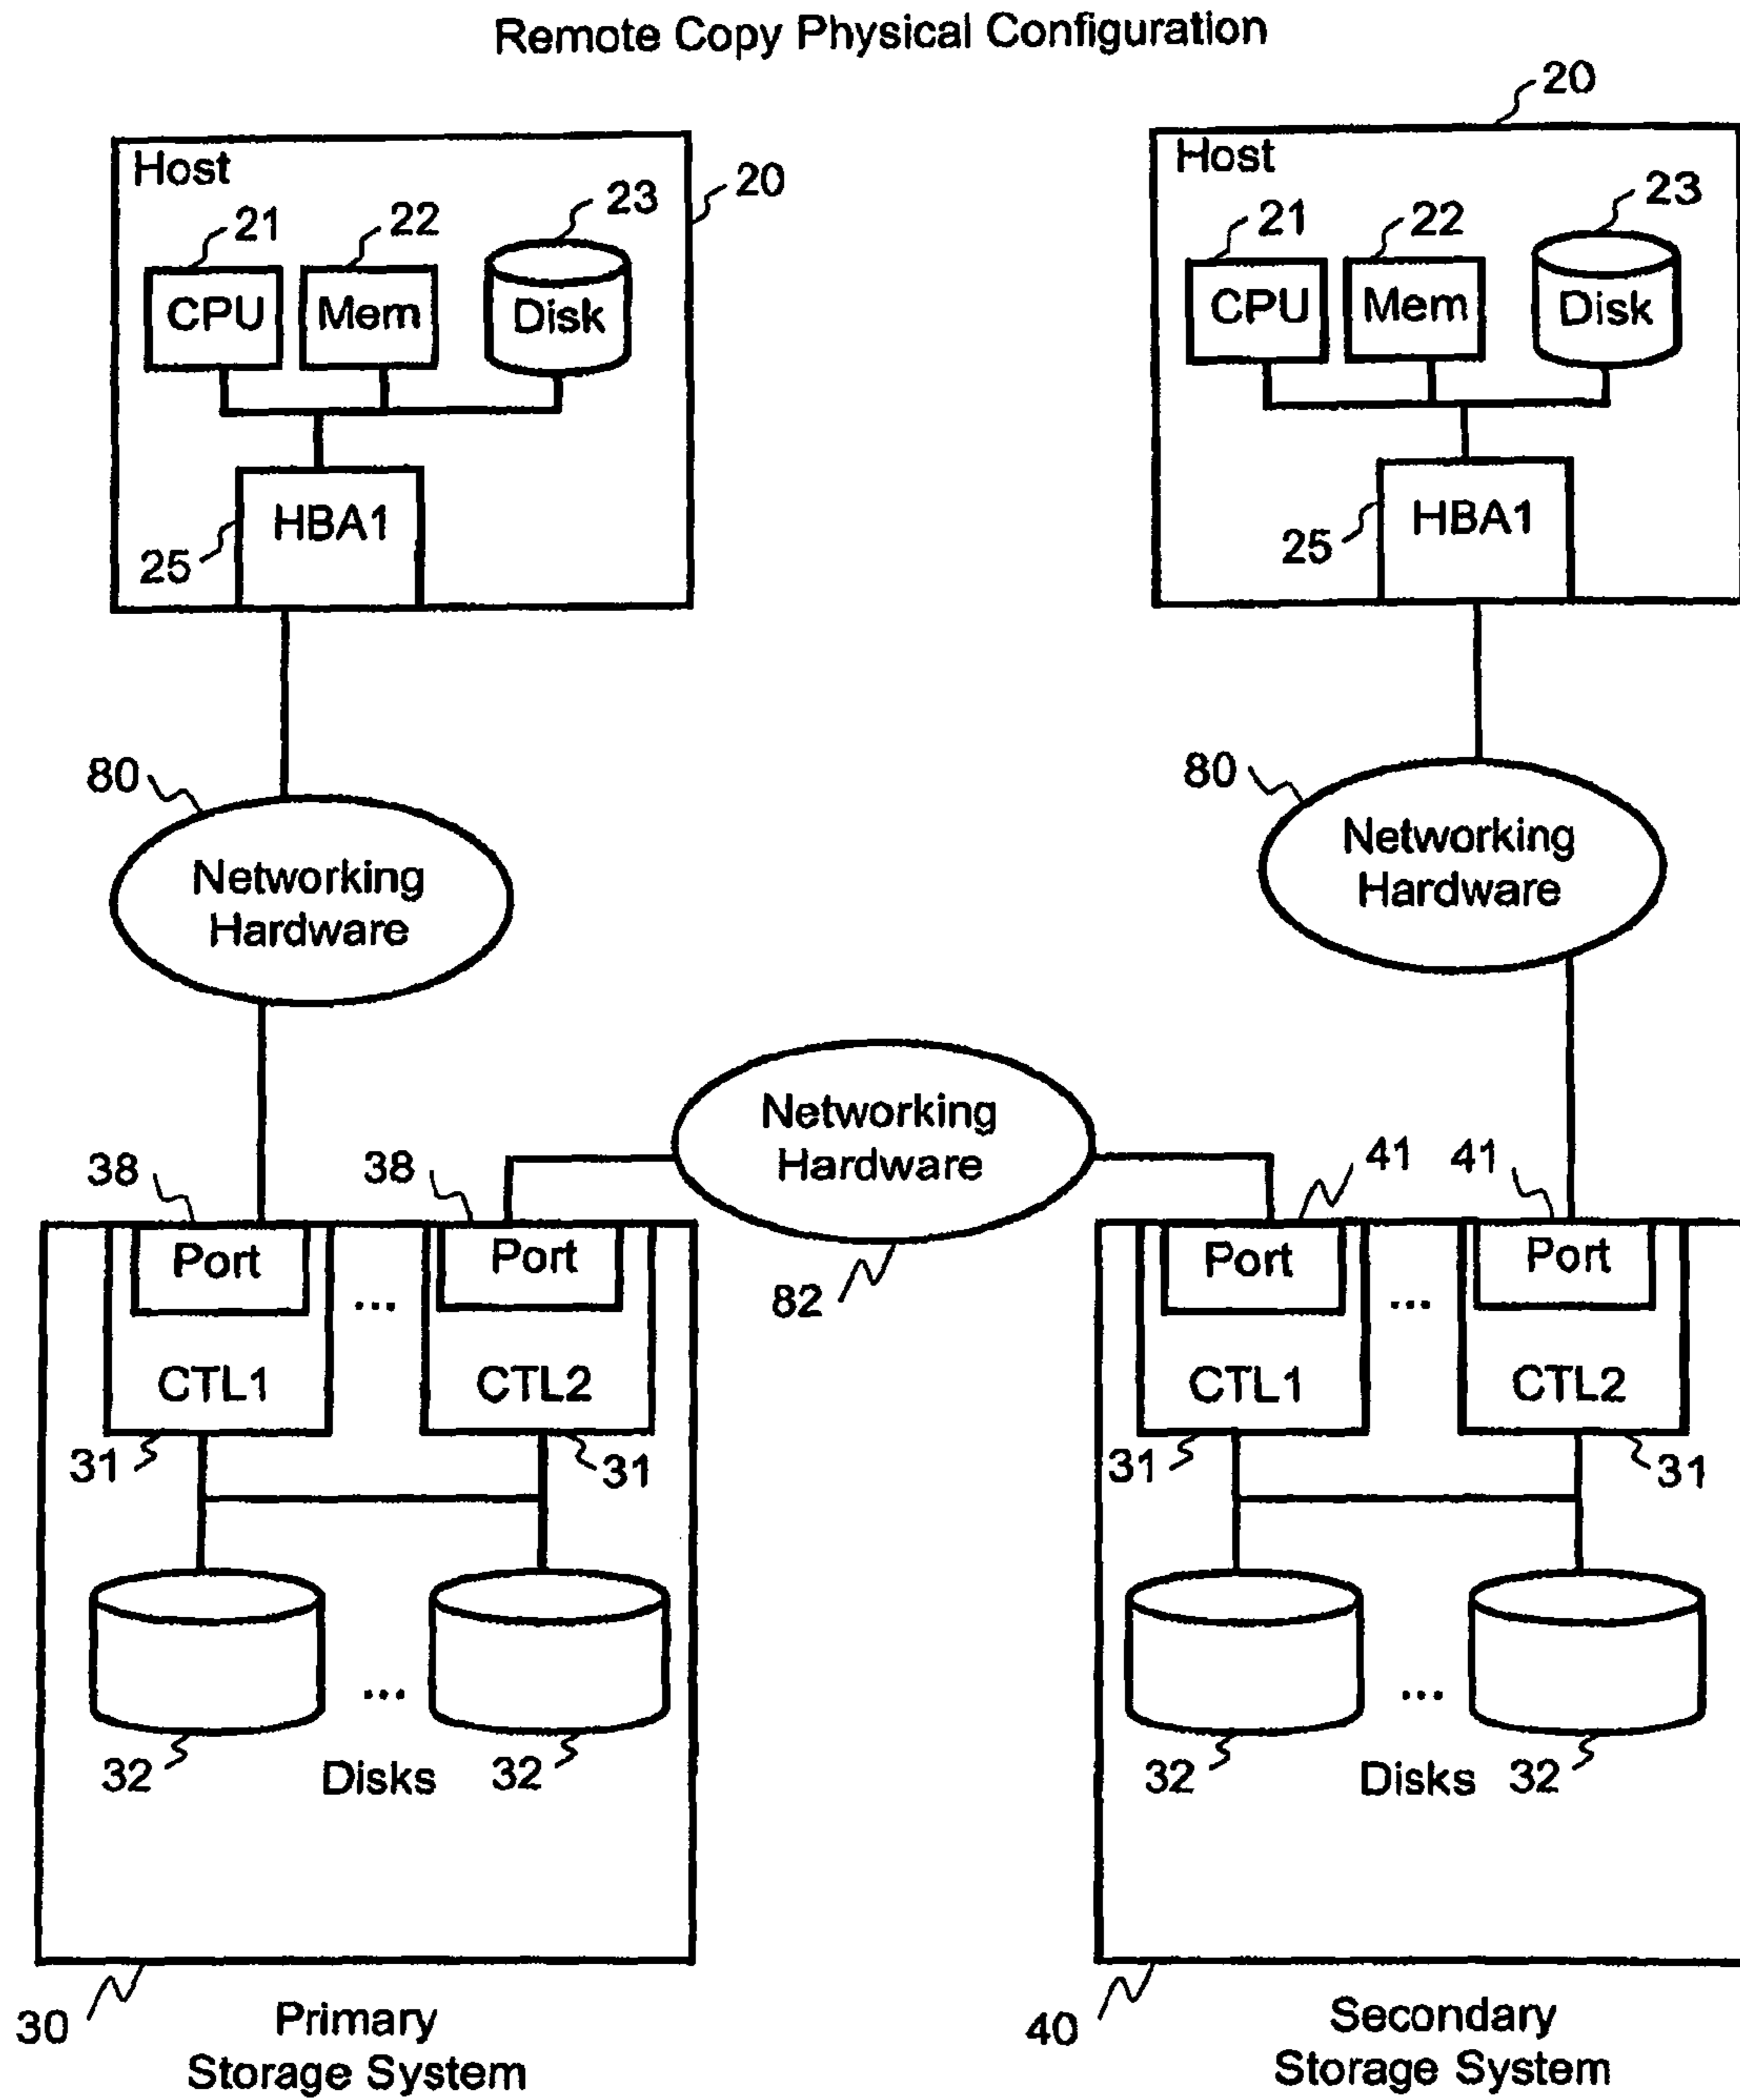 Remote Copy Physical Configuration
20
Host
20
21
22
23
CPU
Mem
Disk
HBA1
25
Host
21
22
23
CPU
Mem
Disk
HBA1
25
80
Networking
Hardware
80
Networking
Hardware
Networking
Hardware
82
38
38
Port
Port
...
CTL1
CTL2
31
31
...
32
Disks
32
30
Primary
Storage System
41
41
Port
Port
...
CTL1
CTL2
31
31
...
32
Disks
32
40
Secondary
Storage System